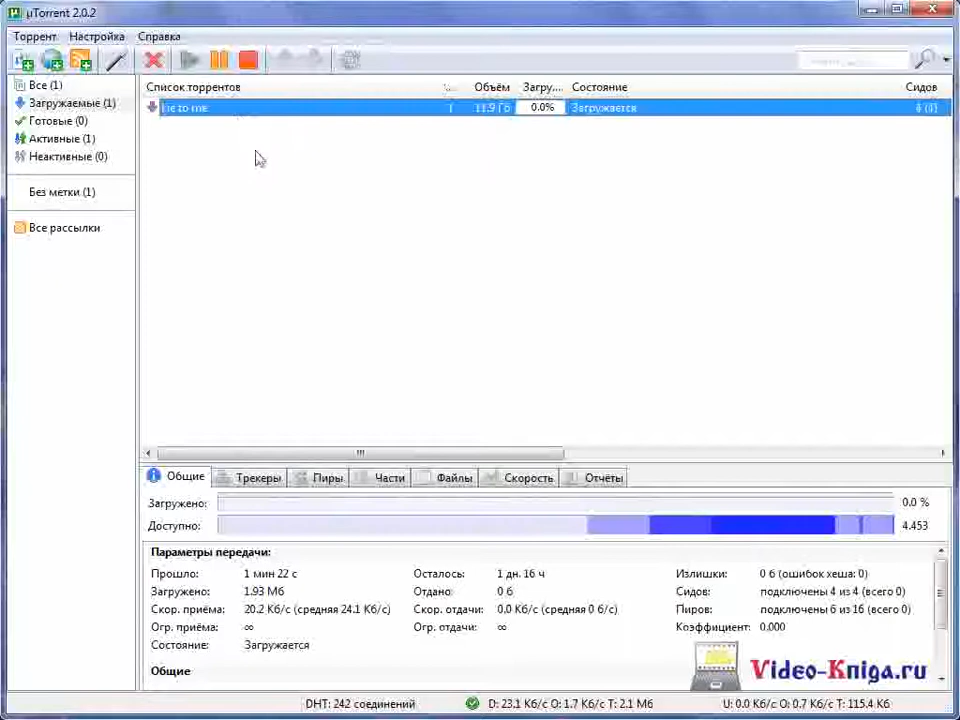 µTorrent 2.0.2
Торрент Настройка Справка
Все (1)
Загружаемые (1)
Готовые (0)
Активные (1)
Неактивные (0)
Без метки (1)
Все рассылки
Список торрентов Объём Загру... Состояние Сидов
lie to me 11.9 Гб 0.0% Загружается
Общие Трекеры Пиры Части Файлы Скорость Отчёты
Загружено: 0.0 %
Доступно: 4.453
Параметры передачи:
Прошло: 1 мин 22 с Осталось: 1 дн. 16 ч Излишки: 0 б (ошибок хеша: 0)
Загружено: 1.93 Мб Отдано: 0 б Сидов: подключены 4 из 4 (всего 0)
Скор. приёма: 20.2 Кб/с (средняя 24.1 Кб/с) Скор. отдачи: 0.0 Кб/с (средняя 0 б/с) Пиров: подключены 6 из 16 (всего 0)
Огр. приёма: ∞ Огр. отдачи: ∞ Коэффициент: 0.000
Состояние: Загружается
Общие
Video-Kniga.ru
DHT: 242 соединений D: 23.1 Кб/с O: 1.7 Кб/с T: 2.1 Мб U: 0.0 Кб/с O: 0.7 Кб/с T: 115.4 Кб